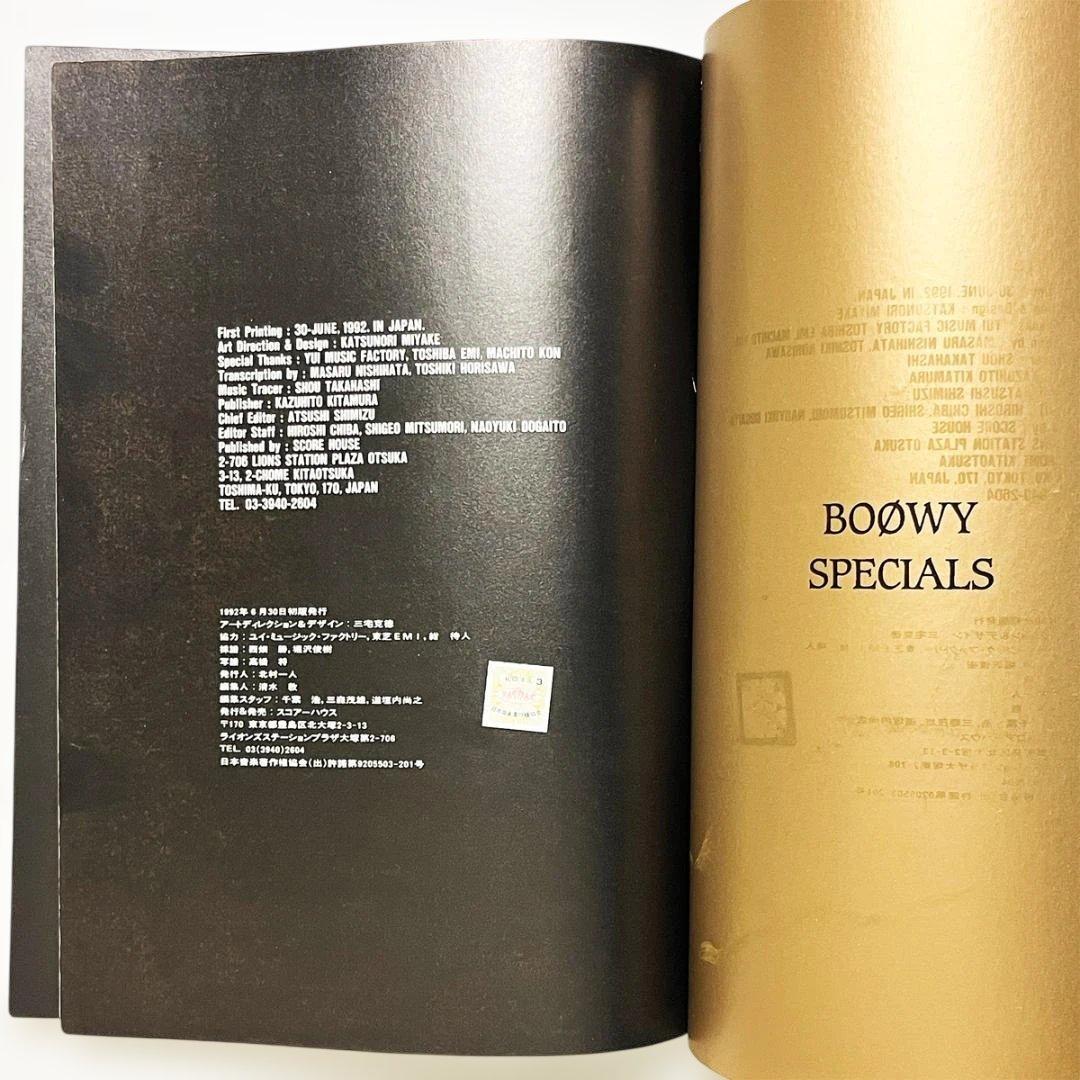 First Printing : 30-JUNE, 1992. IN JAPAN.
Art Direction & Design : KATSUNORI MIYAKE
Special Thanks : YUI MUSIC FACTORY, TOSHIBA EMI, MACHITO KON
Transcription by : MASARU NISHIHATA, TOSHIKI HORISAWA
Music Tracer : SHOU TAKAHASHI
Publisher : KAZUHITO KITAMURA
Chief Editor : ATSUSHI SHIMIZU
Editor Staff : HIROSHI CHIBA, SHIGEO MITSUMORI, NAOYUKI DOGAITO
Published by : SCORE HOUSE
2-706 LIONS STATION PLAZA OTSUKA
3-13, 2-CHOME KITAOTSUKA
TOSHIMA-KU, TOKYO, 170, JAPAN
TEL. 03-3940-2604
1992年6月30日初版発行
アートディレクション&デザイン:三宅克徳
協力:ユイ・ミュージック・ファクトリー,東芝EMI,紺 待人
採譜:西畑 勝,堀沢俊樹
写譜:高橋 将
発行人:北村一人
編集人:清水 敦
編集スタッフ:千葉 浩,三森茂雄,道垣内尚之
発行&発売:スコアーハウス
〒170 東京都豊島区北大塚2-3-13
ライオンズステーションプラザ大塚第2-706
TEL. 03(3940)2604
日本音楽著作権協会(出)許諾第9205503-201号
3
BOØWY
SPECIALS